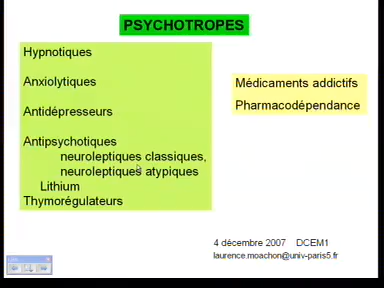 PSYCHOTROPES
Hypnotiques
Anxiolytiques
Antidépresseurs
Antipsychotiques
neuroleptiques classiques,
neuroleptiques atypiques
Lithium
Thymorégulateurs
Médicaments addictifs
Pharmacodépendance
4 décembre 2007 DCEM1
laurence.moachon@univ-paris5.fr